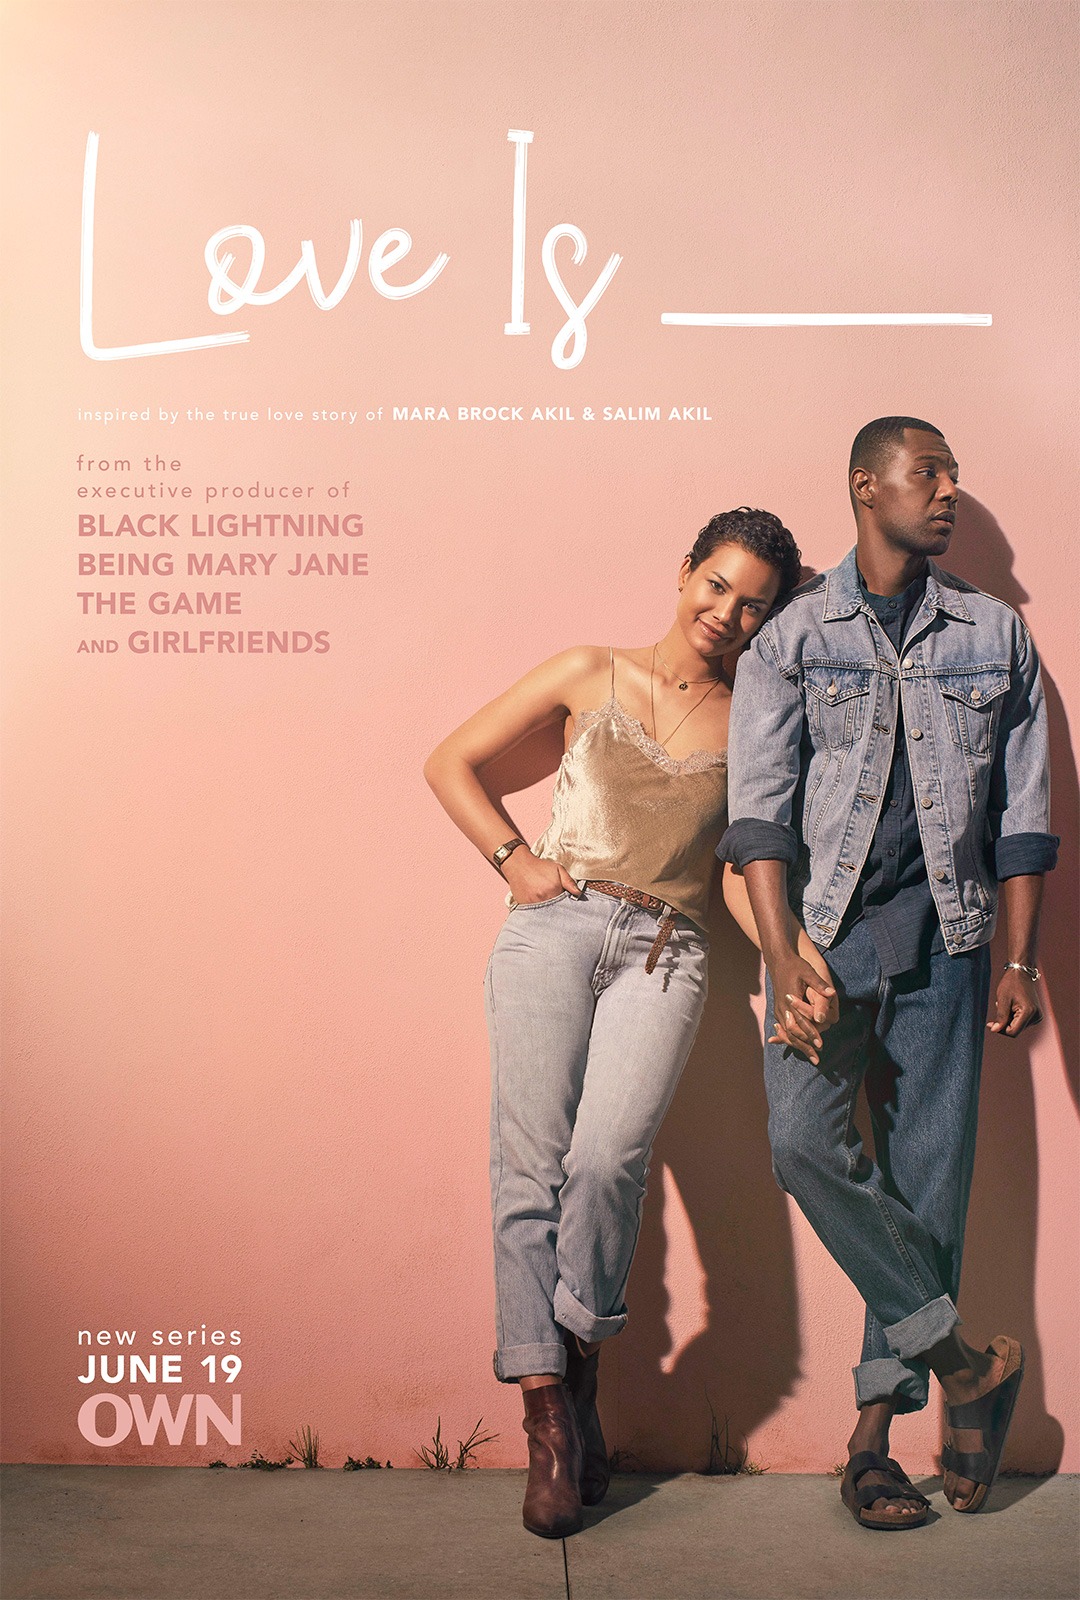 Love Is ____
inspired by the true love story of MARA BROCK AKIL & SALIM AKIL
from the
executive producer of
BLACK LIGHTNING
BEING MARY JANE
THE GAME
AND GIRLFRIENDS
new series
JUNE 19
OWN